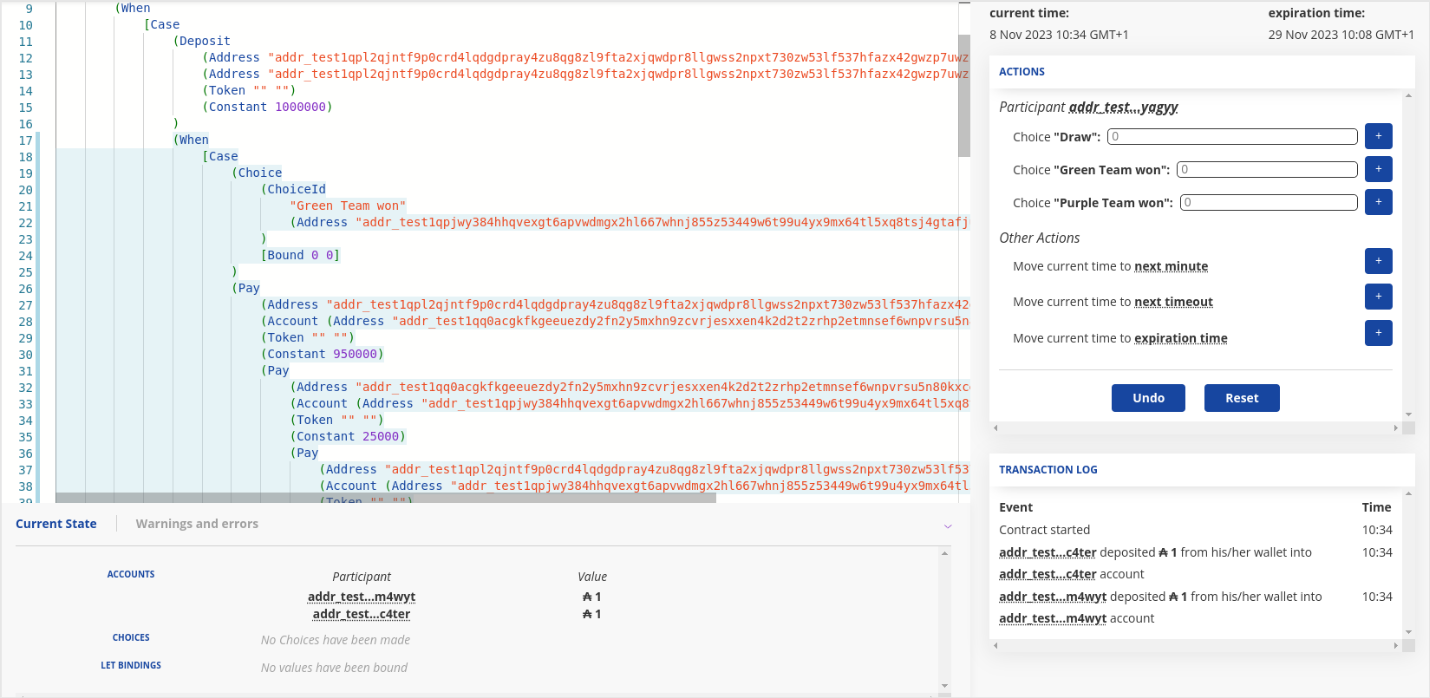 9 (When
10 [Case
11 (Deposit
12 (Address "addr_test1qpl2qjntf9p0crd4lqdgdpray4zu8qg8zl9fta2xjqwdpr8llgwss2npxt730zw53lf537hfazx42gwzp7uwz
13 (Address "addr_test1qpl2qjntf9p0crd4lqdgdpray4zu8qg8zl9fta2xjqwdpr8llgwss2npxt730zw53lf537hfazx42gwzp7uwz
14 (Token "" "")
15 (Constant 1000000)
16 )
17 (When
18 [Case
19 (Choice
20 (ChoiceId
21 "Green Team won"
22 (Address "addr_test1qpjwy384hhqvexgt6apvwdmgx2hl667whnj855z53449w6t99u4yx9mx64tl5xq8tsj4gtafj
23 )
24 [Bound 0 0]
25 )
26 (Pay
27 (Address "addr_test1qpl2qjntf9p0crd4lqdgdpray4zu8qg8zl9fta2xjqwdpr8llgwss2npxt730zw53lf537hfazx42
28 (Account (Address "addr_test1qq0acgkfkgeeuezdy2fn2y5mxhn9zcvrjesxxen4k2d2t2zrhp2etmnsef6wnpvrsu5n
29 (Token "" "")
30 (Constant 950000)
31 (Pay
32 (Address "addr_test1qq0acgkfkgeeuezdy2fn2y5mxhn9zcvrjesxxen4k2d2t2zrhp2etmnsef6wnpvrsu5n80kxc
33 (Account (Address "addr_test1qpjwy384hhqvexgt6apvwdmgx2hl667whnj855z53449w6t99u4yx9mx64tl5xq8
34 (Token "" "")
35 (Constant 25000)
36 (Pay
37 (Address "addr_test1qpl2qjntf9p0crd4lqdgdpray4zu8qg8zl9fta2xjqwdpr8llgwss2npxt730zw53lf53
38 (Account (Address "addr_test1qpjwy384hhqvexgt6apvwdmgx2hl667whnj855z53449w6t99u4yx9mx64tl
39 (Token "" "")
Current State Warnings and errors
ACCOUNTS Participant Value
addr_test...m4wyt ₳ 1
addr_test...c4ter ₳ 1
CHOICES No Choices have been made
LET BINDINGS No values have been bound
current time: expiration time:
8 Nov 2023 10:34 GMT+1 29 Nov 2023 10:08 GMT+1
ACTIONS
Participant addr_test...yagyy
Choice "Draw": 0 +
Choice "Green Team won": 0 +
Choice "Purple Team won": 0 +
Other Actions
Move current time to next minute +
Move current time to next timeout +
Move current time to expiration time +
Undo Reset
TRANSACTION LOG
Event Time
Contract started 10:34
addr_test...c4ter deposited ₳ 1 from his/her wallet into 10:34
addr_test...c4ter account
addr_test...m4wyt deposited ₳ 1 from his/her wallet into 10:34
addr_test...m4wyt account